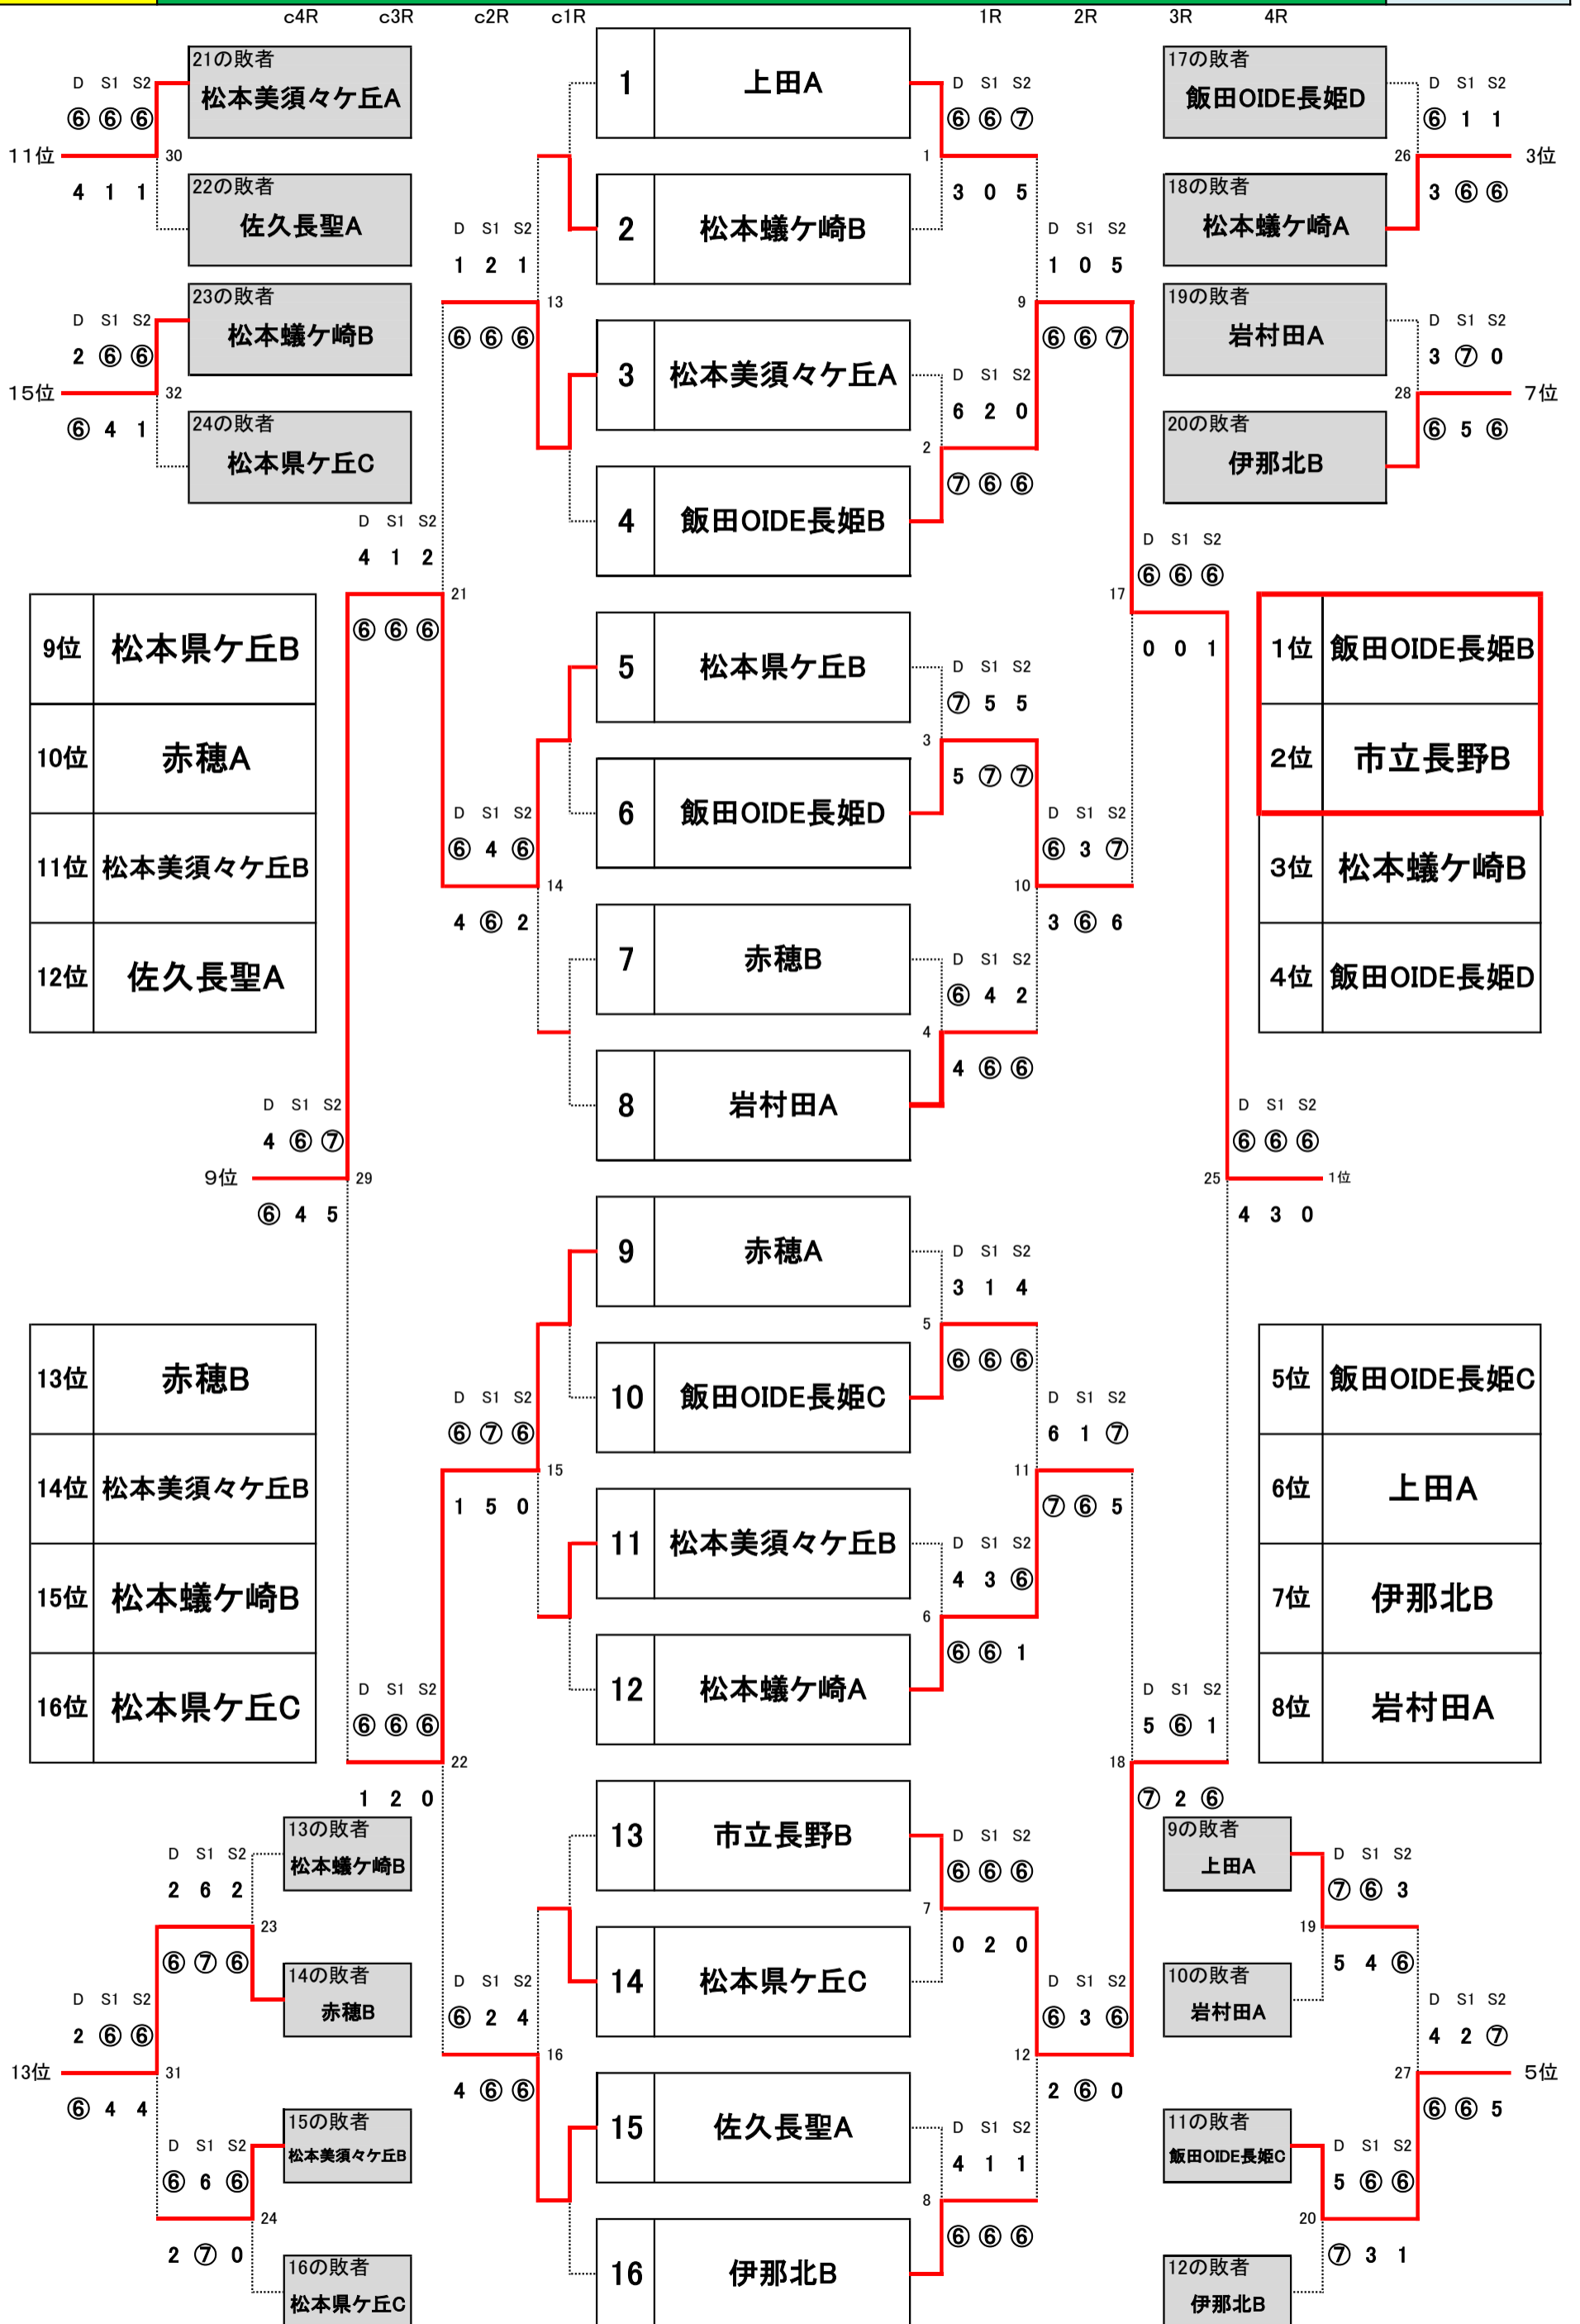 c4R c3R c2R c1R 1R 2R 3R 4R
21の敗者
松本美須々ケ丘A
D S1 S2
⑥ ⑥ ⑥
11位
30
4 1 1
22の敗者
佐久長聖A
23の敗者
松本蟻ケ崎B
D S1 S2
2 ⑥ ⑥
15位
32
⑥ 4 1
24の敗者
松本県ケ丘C
D S1 S2
1 2 1
13
⑥ ⑥ ⑥
D S1 S2
4 1 2
21
⑥ ⑥ ⑥
9位 松本県ケ丘B
10位 赤穂A
11位 松本美須々ケ丘B
12位 佐久長聖A
D S1 S2
⑥ 4 ⑥
14
4 ⑥ 2
D S1 S2
4 ⑥ ⑦
9位
29
⑥ 4 5
13位 赤穂B
14位 松本美須々ケ丘B
15位 松本蟻ケ崎B
16位 松本県ケ丘C
D S1 S2
⑥ ⑦ ⑥
15
1 5 0
D S1 S2
⑥ ⑥ ⑥
22
1 2 0
13の敗者
松本蟻ケ崎B
D S1 S2
2 6 2
23
⑥ ⑦ ⑥
14の敗者
赤穂B
D S1 S2
2 ⑥ ⑥
13位
31
⑥ 4 4
15の敗者
松本美須々ケ丘B
D S1 S2
⑥ 6 ⑥
24
2 ⑦ 0
16の敗者
松本県ケ丘C
D S1 S2
⑥ 2 4
16
4 ⑥ ⑥
1 上田A
2 松本蟻ケ崎B
3 松本美須々ケ丘A
4 飯田OIDE長姫B
5 松本県ケ丘B
6 飯田OIDE長姫D
7 赤穂B
8 岩村田A
9 赤穂A
10 飯田OIDE長姫C
11 松本美須々ケ丘B
12 松本蟻ケ崎A
13 市立長野B
14 松本県ケ丘C
15 佐久長聖A
16 伊那北B
D S1 S2
⑥ ⑥ ⑦
1
3 0 5
D S1 S2
6 2 0
2
⑦ ⑥ ⑥
D S1 S2
⑦ 5 5
3
5 ⑦ ⑦
D S1 S2
⑥ 4 2
4
4 ⑥ ⑥
D S1 S2
3 1 4
5
⑥ ⑥ ⑥
D S1 S2
4 3 ⑥
6
⑥ ⑥ 1
D S1 S2
⑥ ⑥ ⑥
7
0 2 0
D S1 S2
4 1 1
8
⑥ ⑥ ⑥
D S1 S2
1 0 5
9
⑥ ⑥ ⑦
D S1 S2
⑥ 3 ⑦
10
3 ⑥ 6
D S1 S2
6 1 ⑦
11
⑦ ⑥ 5
D S1 S2
⑥ 3 ⑥
12
2 ⑥ 0
D S1 S2
⑥ ⑥ ⑥
17
0 0 1
D S1 S2
5 ⑥ 1
18
⑦ 2 ⑥
D S1 S2
⑥ ⑥ ⑥
25
1位
4 3 0
17の敗者
飯田OIDE長姫D
D S1 S2
⑥ 1 1
26
3位
3 ⑥ ⑥
18の敗者
松本蟻ケ崎A
19の敗者
岩村田A
D S1 S2
3 ⑦ 0
28
7位
⑥ 5 ⑥
20の敗者
伊那北B
1位 飯田OIDE長姫B
2位 市立長野B
3位 松本蟻ケ崎B
4位 飯田OIDE長姫D
5位 飯田OIDE長姫C
6位 上田A
7位 伊那北B
8位 岩村田A
9の敗者
上田A
D S1 S2
⑦ ⑥ 3
19
5 4 ⑥
10の敗者
岩村田A
D S1 S2
4 2 ⑦
27
5位
⑥ ⑥ 5
11の敗者
飯田OIDE長姫C
D S1 S2
5 ⑥ ⑥
20
⑦ 3 1
12の敗者
伊那北B